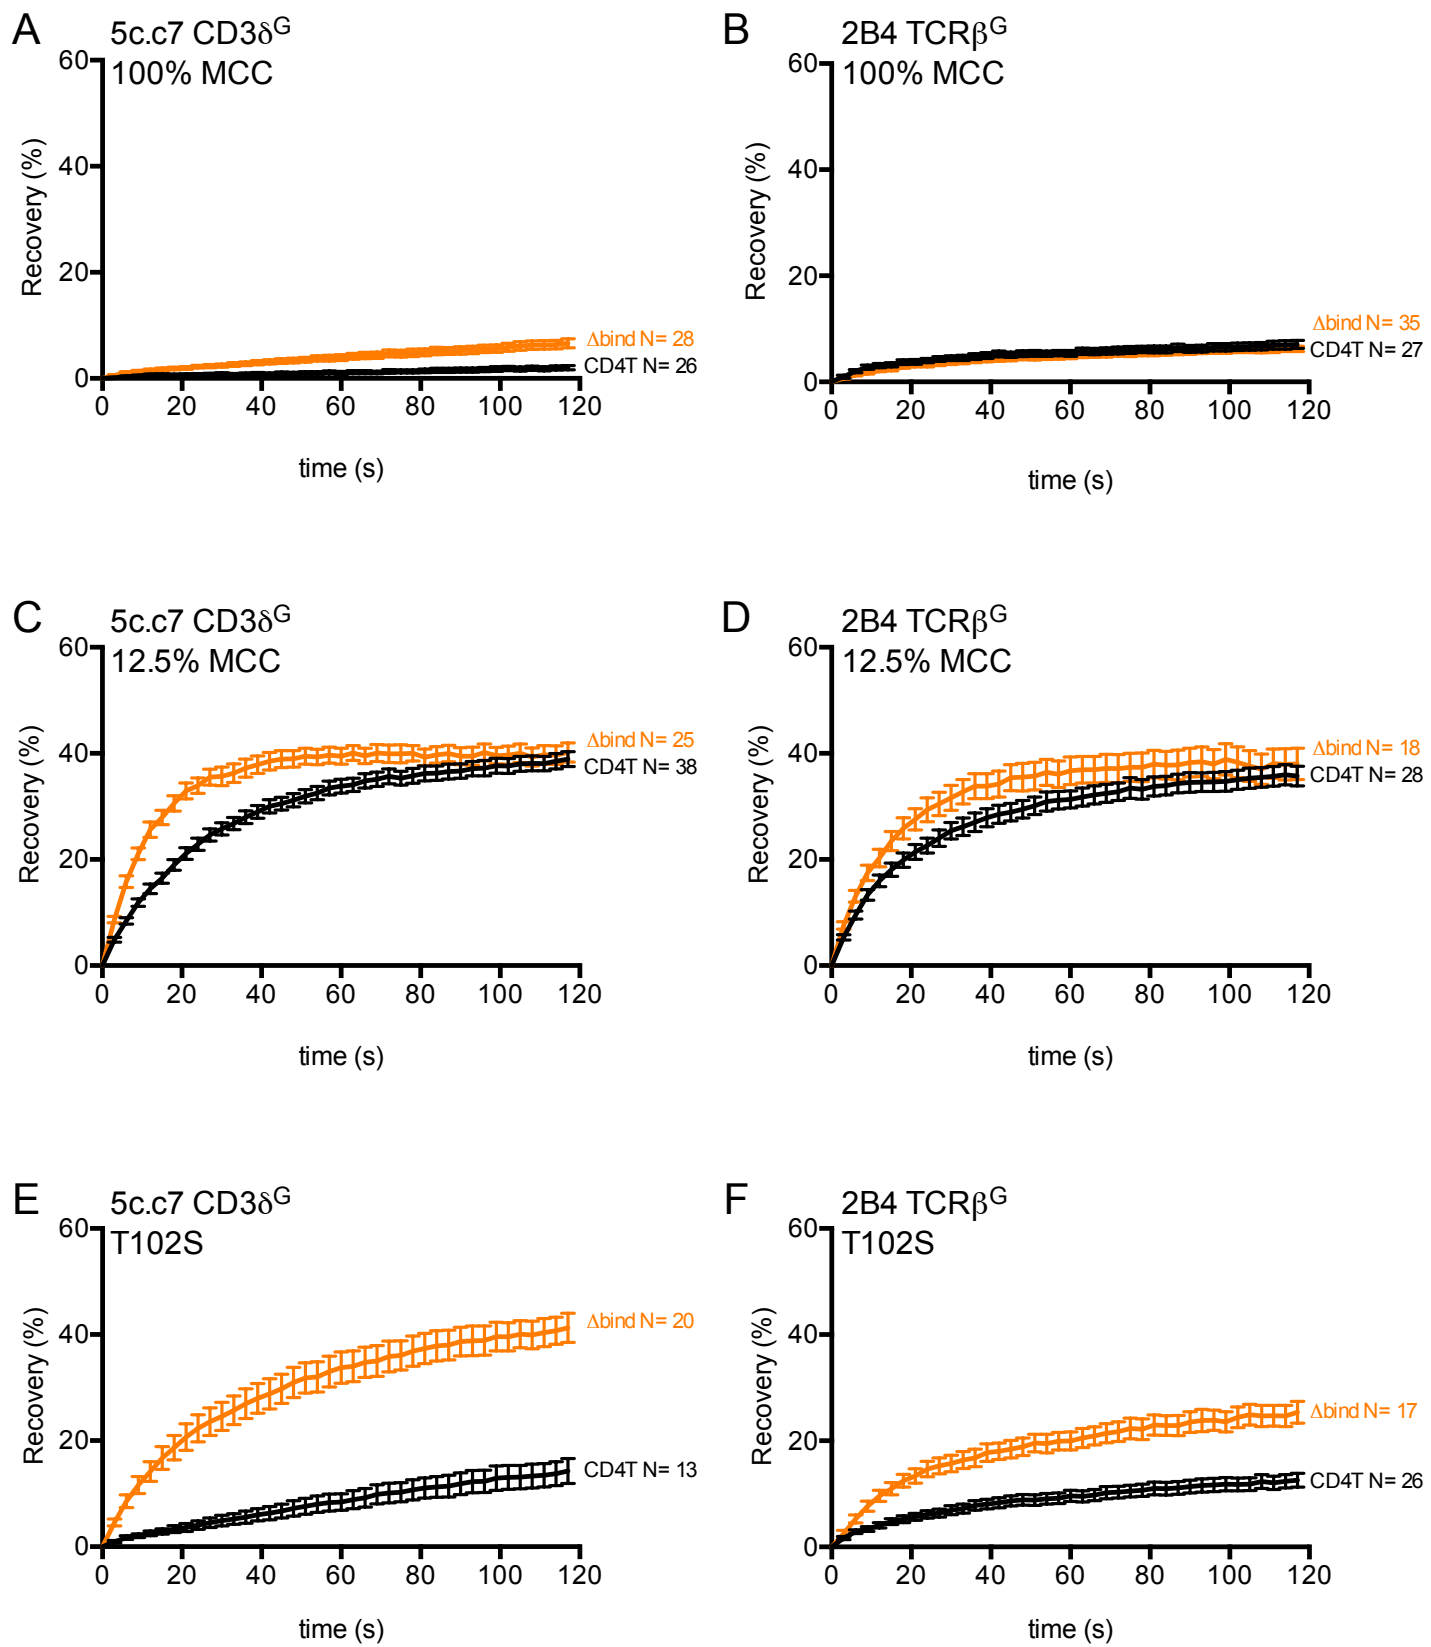 A
5c.c7 CD3δG
100% MCC
60
40
20
0
Recovery (%)
Δbind N= 28
CD4T N= 26
0 20 40 60 80 100 120
time (s)
B
2B4 TCRβG
100% MCC
60
40
20
0
Recovery (%)
Δbind N= 35
CD4T N= 27
0 20 40 60 80 100 120
time (s)
C
5c.c7 CD3δG
12.5% MCC
60
40
20
0
Recovery (%)
Δbind N= 25
CD4T N= 38
0 20 40 60 80 100 120
time (s)
D
2B4 TCRβG
12.5% MCC
60
40
20
0
Recovery (%)
Δbind N= 18
CD4T N= 28
0 20 40 60 80 100 120
time (s)
E
5c.c7 CD3δG
T102S
60
40
20
0
Recovery (%)
Δbind N= 20
CD4T N= 13
0 20 40 60 80 100 120
time (s)
F
2B4 TCRβG
T102S
60
40
20
0
Recovery (%)
Δbind N= 17
CD4T N= 26
0 20 40 60 80 100 120
time (s)